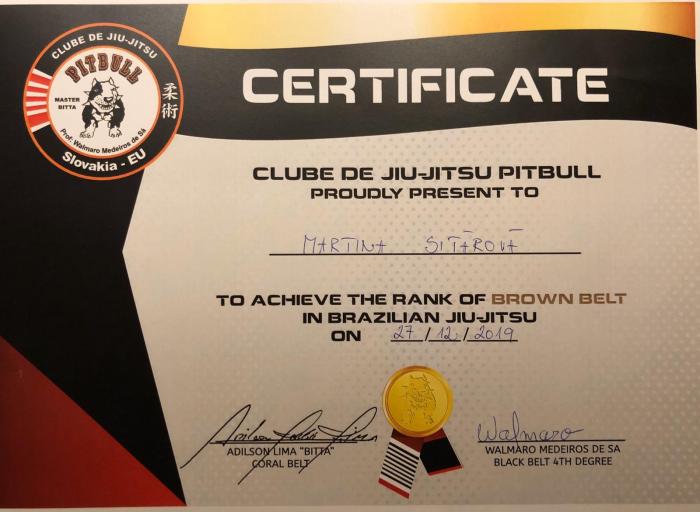 CLUBE DE JIU-JITSU
PITBULL
MASTER
BITTA
柔
術
Prof: Walmaro Medeiros de Sá
Slovakia - EU
CERTIFICATE
CLUBE DE JIU-JITSU PITBULL
PROUDLY PRESENT TO
MARTINA SITÁROVÁ
TO ACHIEVE THE RANK OF BROWN BELT
IN BRAZILIAN JIU-JITSU
ON 27 / 12 / 2019
Adilson Lima
ADILSON LIMA "BITTA"
CORAL BELT
Walmaro
WALMARO MEDEIROS DE SA
BLACK BELT 4TH DEGREE